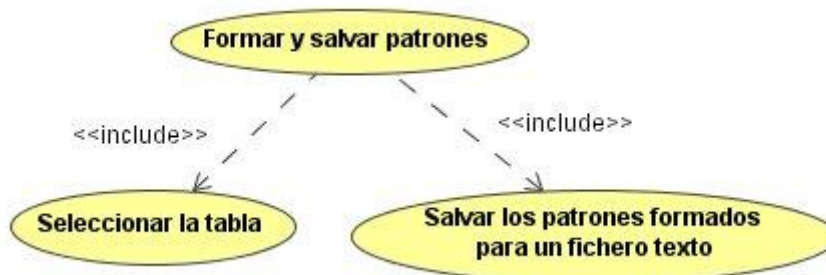 Formar y salvar patrones
<<include>>
<<include>>
Seleccionar la tabla
Salvar los patrones formados
para un fichero texto